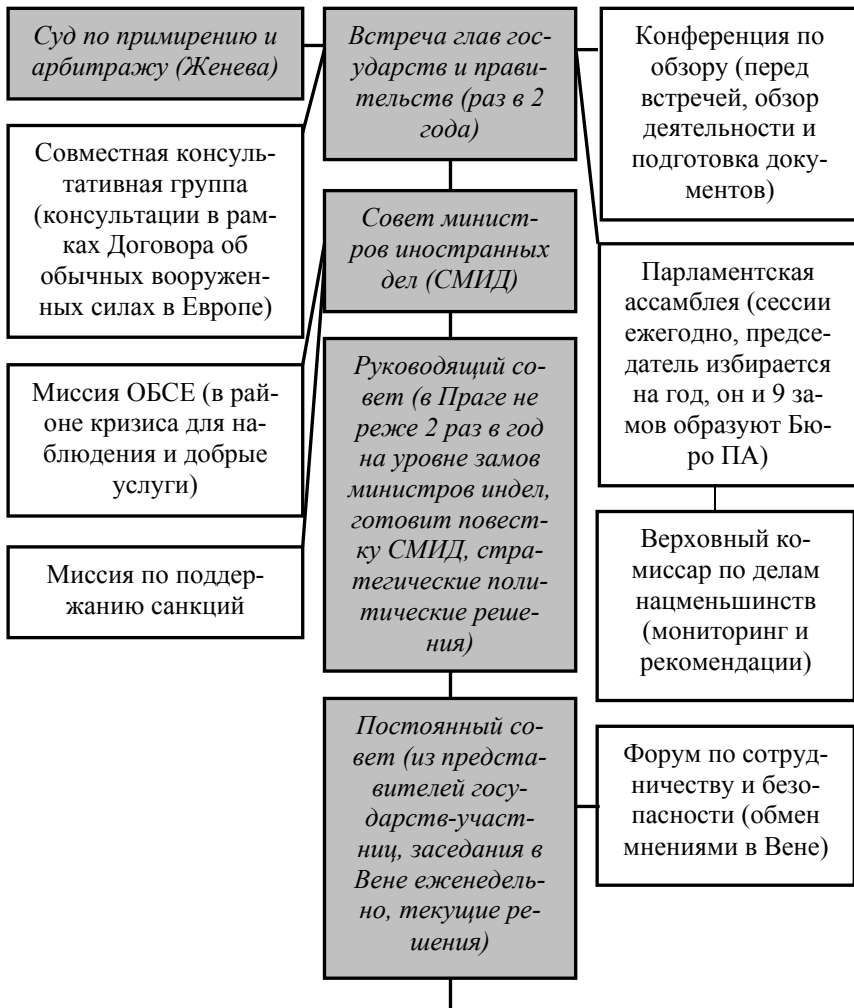 Суд по примирению и
арбитражу (Женева)
Встреча глав гос-
ударств и прави-
тельств (раз в 2
года)
Конференция по
обзору (перед
встречей, обзор
деятельности и
подготовка доку-
ментов)
Совместная консуль-
тативная группа
(консультации в рам-
ках Договора об
обычных вооружен-
ных силах в Европе)
Совет минист-
ров иностранных
дел (СМИД)
Парламентская
ассамблея (сессии
ежегодно, предсе-
датель избирается
на год, он и 9 за-
мов образуют Бю-
ро ПА)
Миссия ОБСЕ (в рай-
оне кризиса для на-
блюдения и добрые
услуги)
Руководящий со-
вет (в Праге не
реже 2 раз в год
на уровне замов
министров индел,
готовит повест-
ку СМИД, стра-
тегические поли-
тические реше-
ния)
Миссия по поддер-
жанию санкций
Верховный ко-
миссар по делам
нацменьшинств
(мониторинг и
рекомендации)
Постоянный со-
вет (из предста-
вителей госу-
дарств-участ-
ниц, заседания в
Вене еженедель-
но, текущие ре-
шения)
Форум по сотруд-
ничеству и безо-
пасности (обмен
мнениями в Вене)